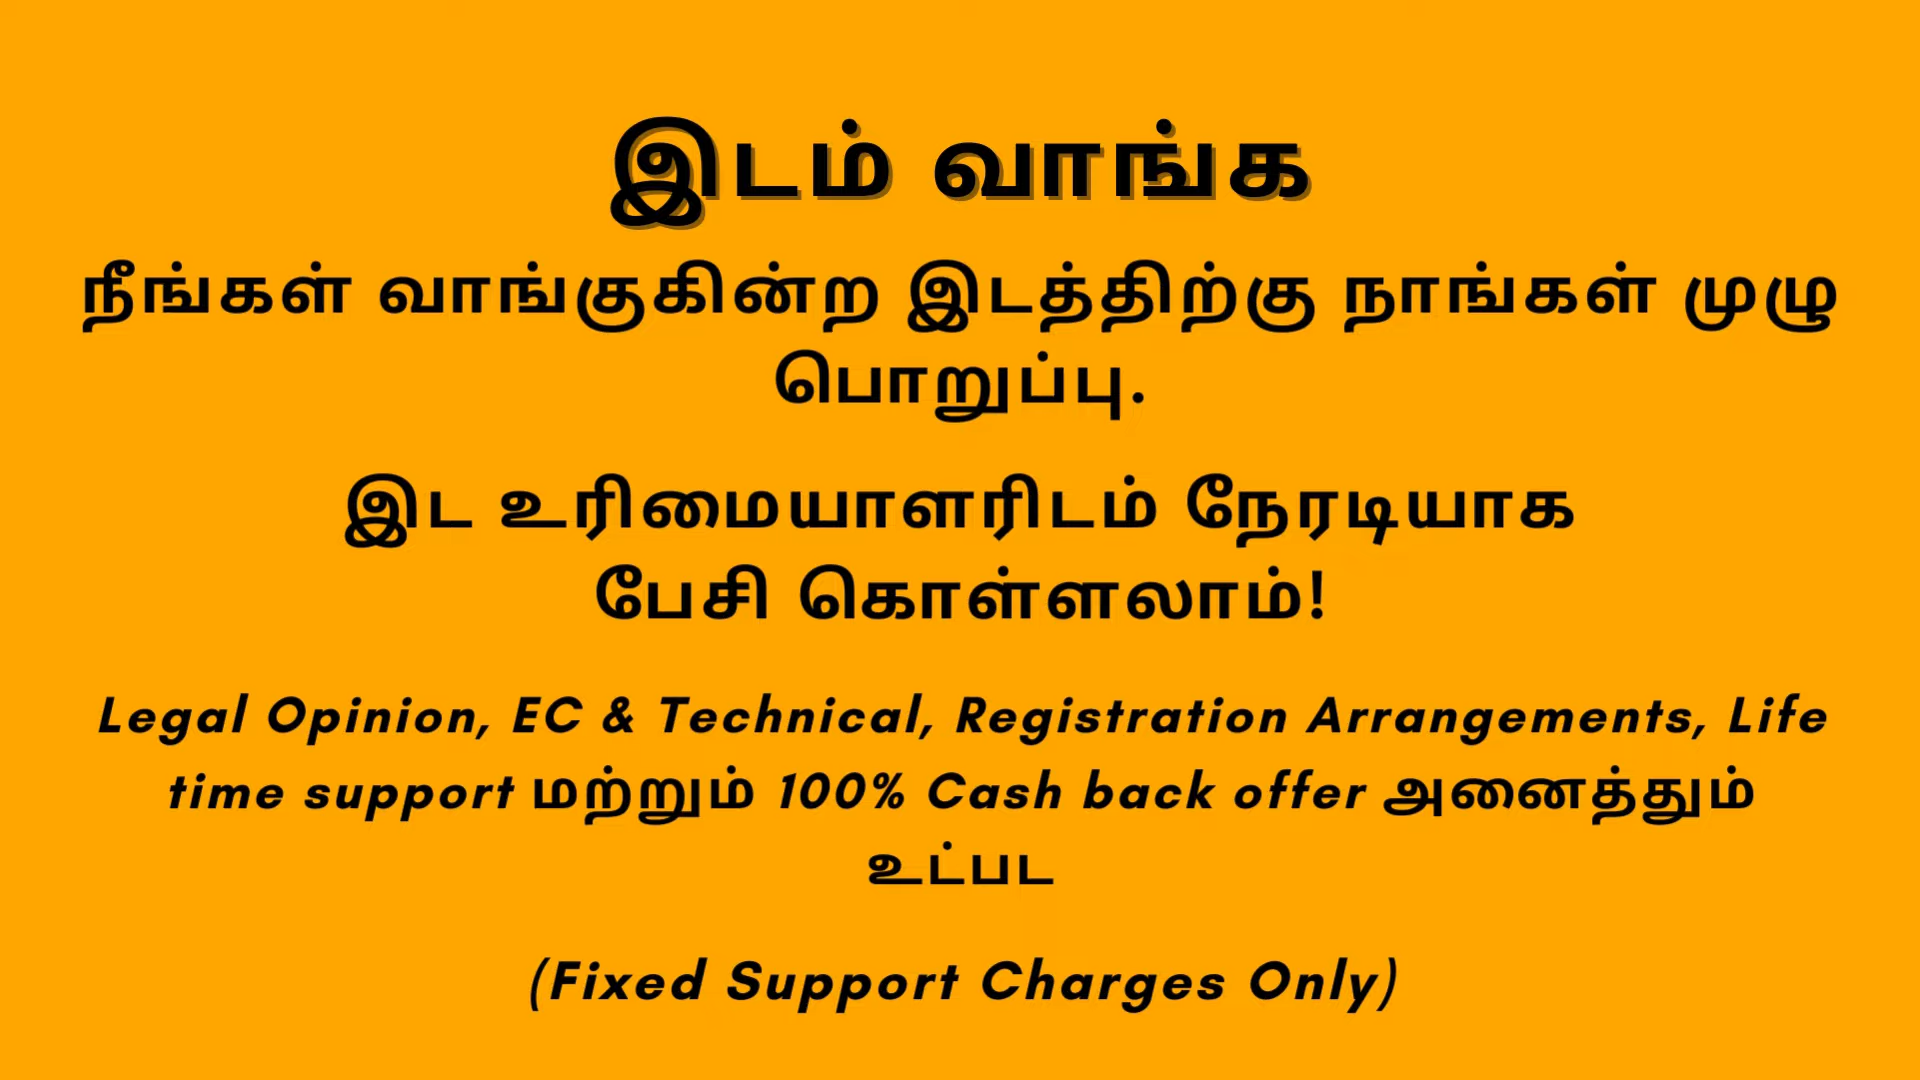 இடம் வாங்க
நீங்கள் வாங்குகின்ற இடத்திற்கு நாங்கள் முழு
பொறுப்பு.
இட உரிமையாளரிடம் நேரடியாக
பேசி கொள்ளலாம்!
Legal Opinion, EC & Technical, Registration Arrangements, Life
time support மற்றும் 100% Cash back offer அனைத்தும்
உட்பட
(Fixed Support Charges Only)